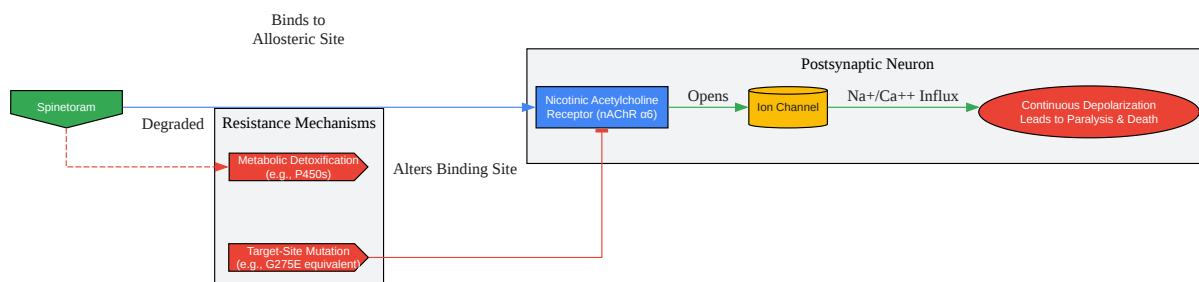 Binds to
Allosteric Site
Postsynaptic Neuron
Spinetoram
Nicotinic Acetylcholine
Receptor (nAChR α6)
Opens
Ion Channel
Na+/Ca++ Influx
Continuous Depolarization
Leads to Paralysis & Death
Degraded
Resistance Mechanisms
Metabolic Detoxification
(e.g., P450s)
Alters Binding Site
Target-Site Mutation
(e.g., G275E equivalent)